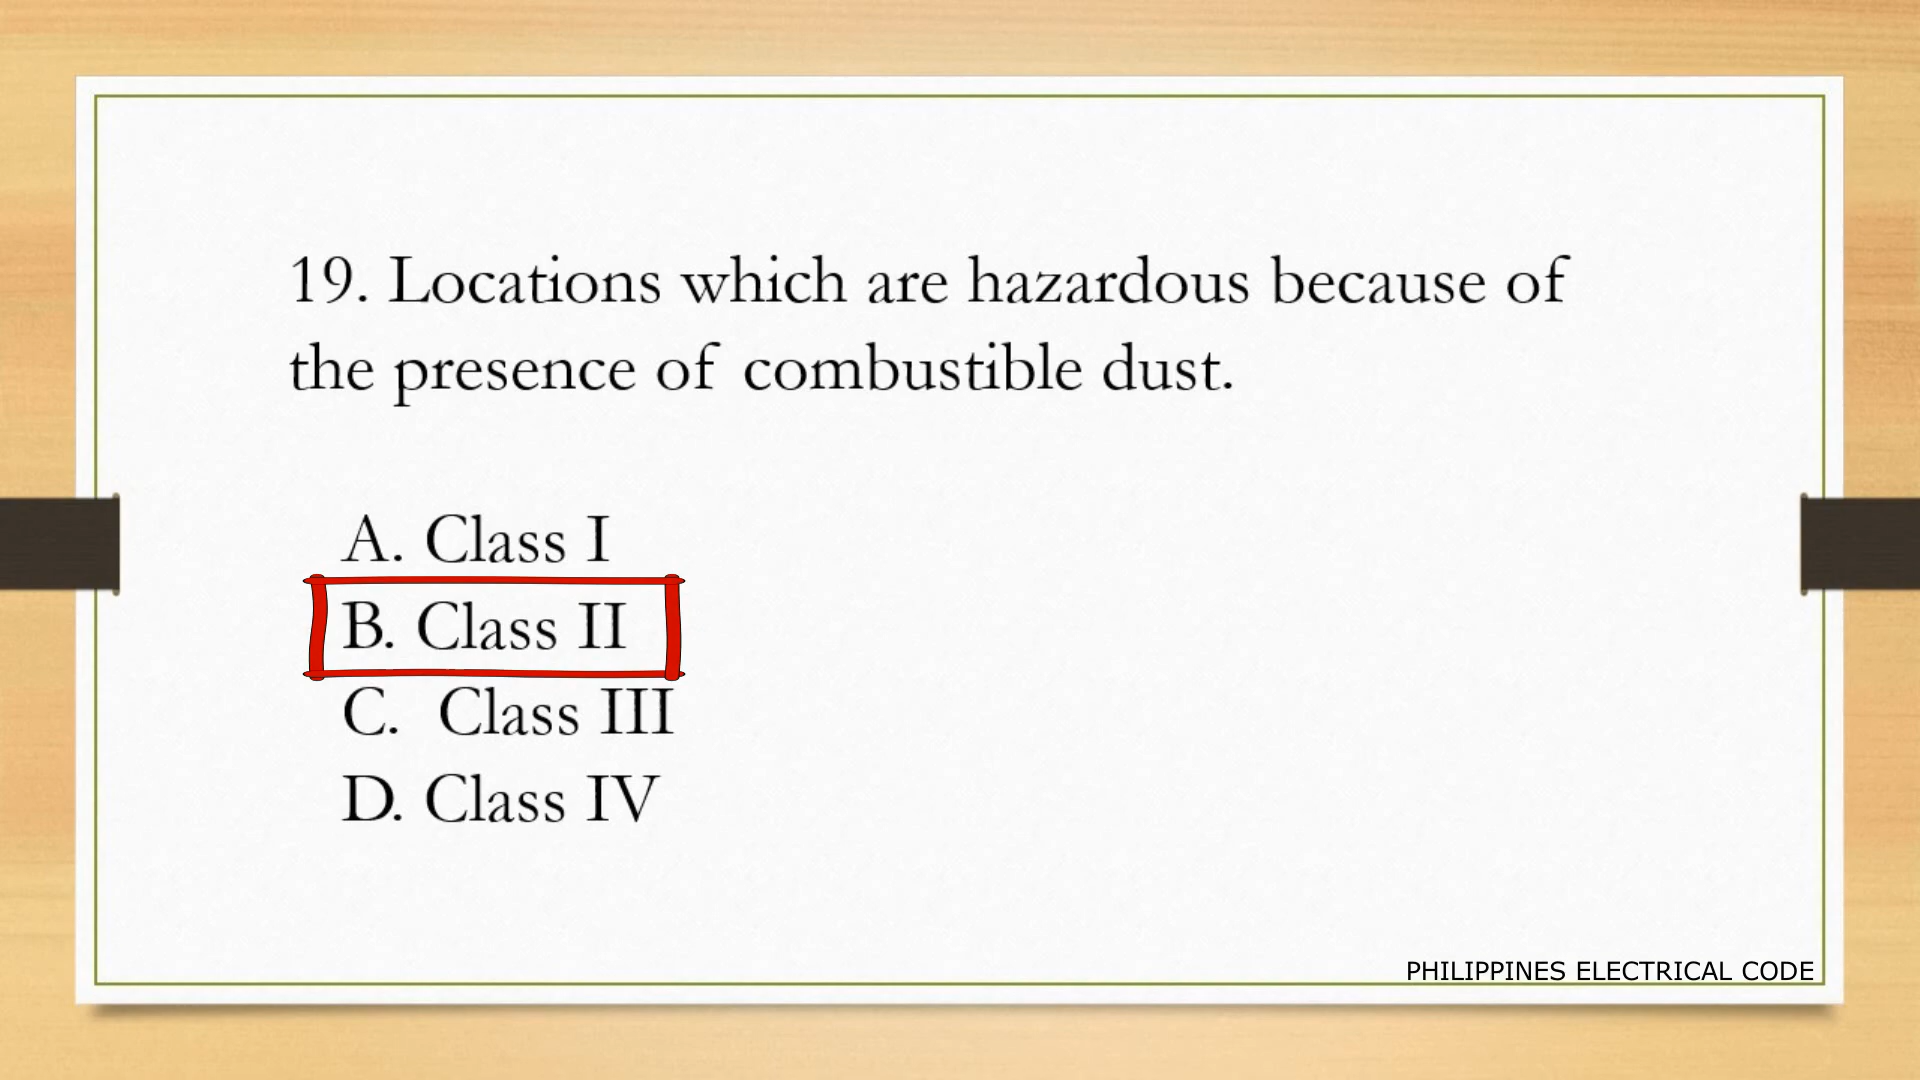 19. Locations which are hazardous because of
the presence of combustible dust.
A. Class I
B. Class II
C. Class III
D. Class IV
PHILIPPINES ELECTRICAL CODE